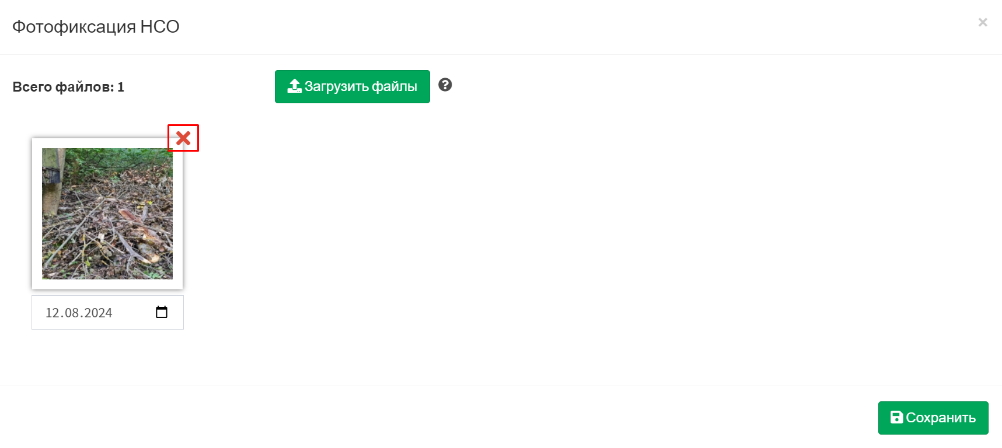 Фотофиксация НСО
×
Всего файлов: 1
Загрузить файлы
?
12.08.2024
Сохранить